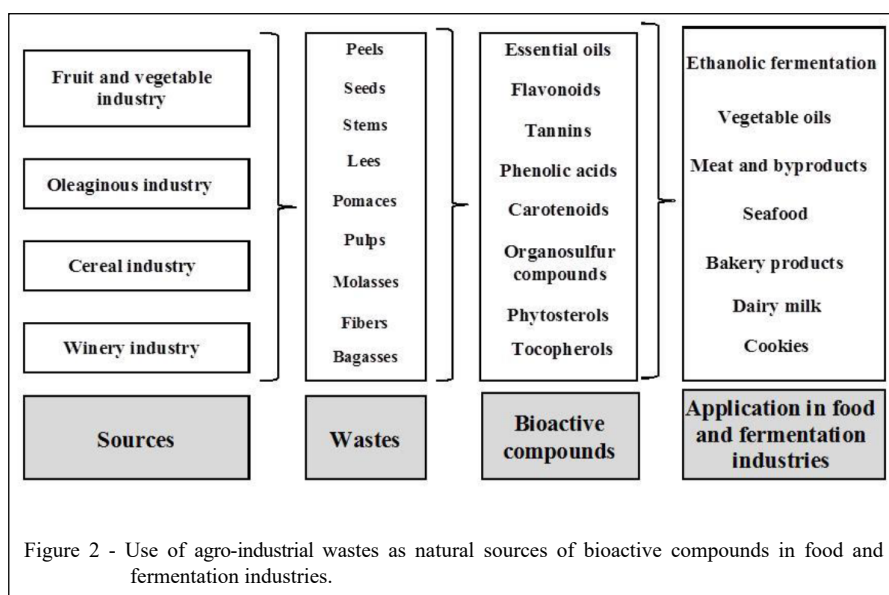 Fruit and vegetable
industry
Oleaginous industry
Cereal industry
Winery industry
Sources
Peels
Seeds
Stems
Lees
Pomaces
Pulps
Molasses
Fibers
Bagasses
Wastes
Essential oils
Flavonoids
Tannins
Phenolic acids
Carotenoids
Organosulfur
compounds
Phytosterols
Tocopherols
Bioactive
compounds
Ethanolic fermentation
Vegetable oils
Meat and byproducts
Seafood
Bakery products
Dairy milk
Cookies
Application in food
and fermentation
industries
Figure 2 - Use of agro-industrial wastes as natural sources of bioactive compounds in food and
fermentation industries.